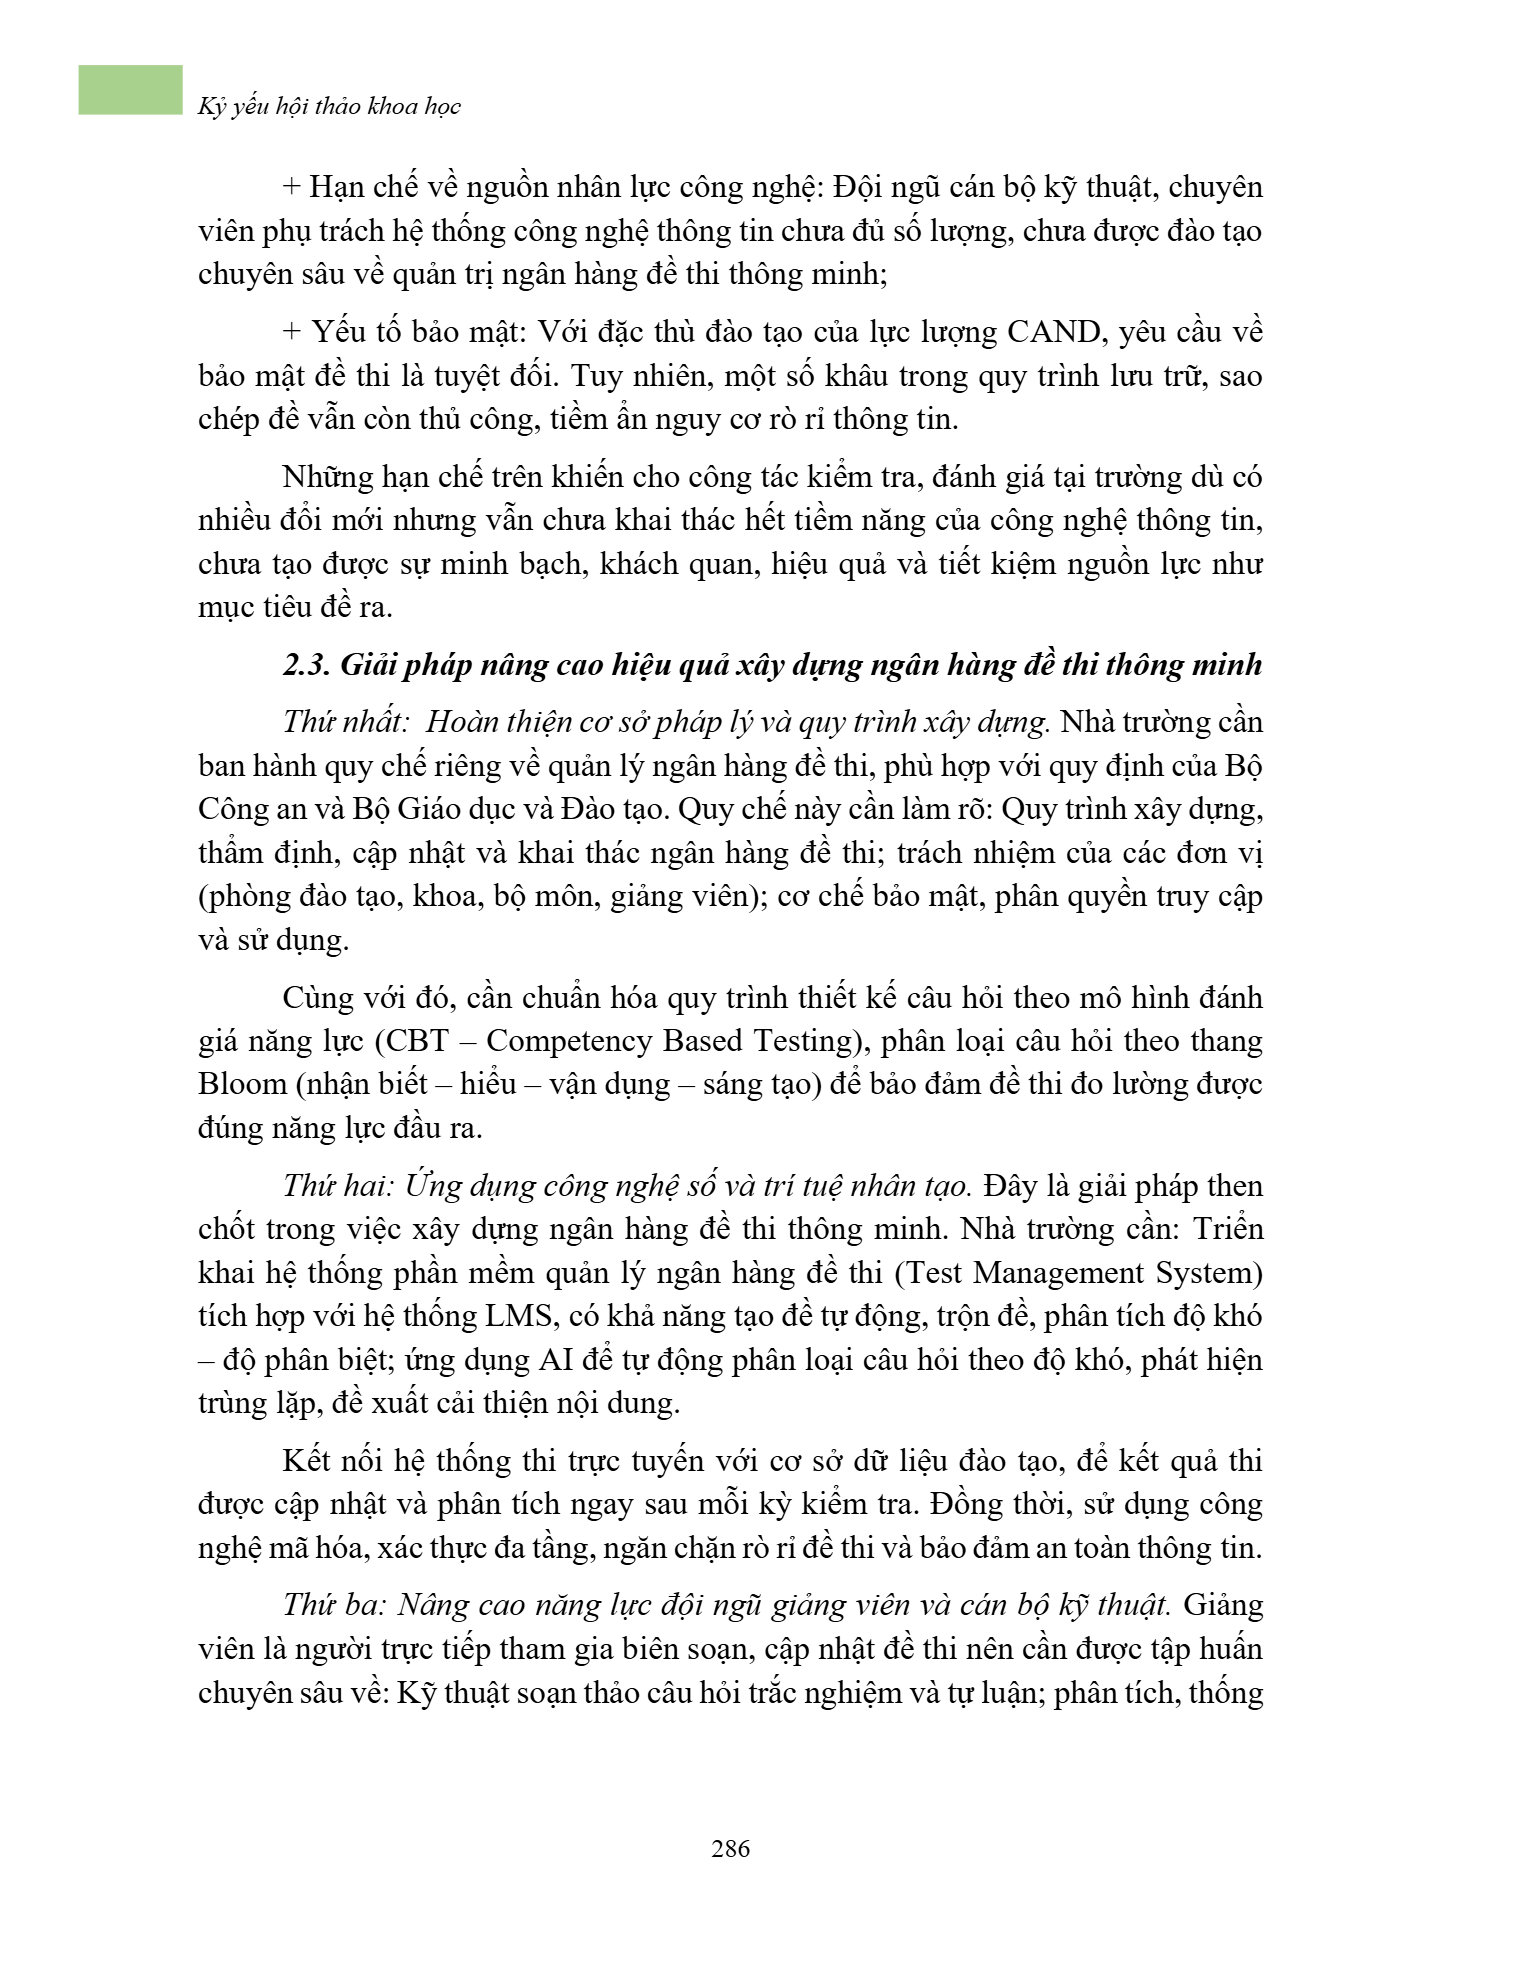 Kỷ yếu hội thảo khoa học
+ Hạn chế về nguồn nhân lực công nghệ: Đội ngũ cán bộ kỹ thuật, chuyên
viên phụ trách hệ thống công nghệ thông tin chưa đủ số lượng, chưa được đào tạo
chuyên sâu về quản trị ngân hàng đề thi thông minh;
+ Yếu tố bảo mật: Với đặc thù đào tạo của lực lượng CAND, yêu cầu về
bảo mật đề thi là tuyệt đối. Tuy nhiên, một số khâu trong quy trình lưu trữ, sao
chép đề vẫn còn thủ công, tiềm ẩn nguy cơ rò rỉ thông tin.
Những hạn chế trên khiến cho công tác kiểm tra, đánh giá tại trường dù có
nhiều đổi mới nhưng vẫn chưa khai thác hết tiềm năng của công nghệ thông tin,
chưa tạo được sự minh bạch, khách quan, hiệu quả và tiết kiệm nguồn lực như
mục tiêu đề ra.
2.3. Giải pháp nâng cao hiệu quả xây dựng ngân hàng đề thi thông minh
Thứ nhất:  Hoàn thiện cơ sở pháp lý và quy trình xây dựng. Nhà trường cần
ban hành quy chế riêng về quản lý ngân hàng đề thi, phù hợp với quy định của Bộ
Công an và Bộ Giáo dục và Đào tạo. Quy chế này cần làm rõ: Quy trình xây dựng,
thẩm định, cập nhật và khai thác ngân hàng đề thi; trách nhiệm của các đơn vị
(phòng đào tạo, khoa, bộ môn, giảng viên); cơ chế bảo mật, phân quyền truy cập
và sử dụng.
Cùng với đó, cần chuẩn hóa quy trình thiết kế câu hỏi theo mô hình đánh
giá năng lực (CBT – Competency Based Testing), phân loại câu hỏi theo thang
Bloom (nhận biết – hiểu – vận dụng – sáng tạo) để bảo đảm đề thi đo lường được
đúng năng lực đầu ra.
Thứ hai: Ứng dụng công nghệ số và trí tuệ nhân tạo. Đây là giải pháp then
chốt trong việc xây dựng ngân hàng đề thi thông minh. Nhà trường cần: Triển
khai hệ thống phần mềm quản lý ngân hàng đề thi (Test Management System)
tích hợp với hệ thống LMS, có khả năng tạo đề tự động, trộn đề, phân tích độ khó
– độ phân biệt; ứng dụng AI để tự động phân loại câu hỏi theo độ khó, phát hiện
trùng lặp, đề xuất cải thiện nội dung.
Kết nối hệ thống thi trực tuyến với cơ sở dữ liệu đào tạo, để kết quả thi
được cập nhật và phân tích ngay sau mỗi kỳ kiểm tra. Đồng thời, sử dụng công
nghệ mã hóa, xác thực đa tầng, ngăn chặn rò rỉ đề thi và bảo đảm an toàn thông tin.
Thứ ba: Nâng cao năng lực đội ngũ giảng viên và cán bộ kỹ thuật. Giảng
viên là người trực tiếp tham gia biên soạn, cập nhật đề thi nên cần được tập huấn
chuyên sâu về: Kỹ thuật soạn thảo câu hỏi trắc nghiệm và tự luận; phân tích, thống
286